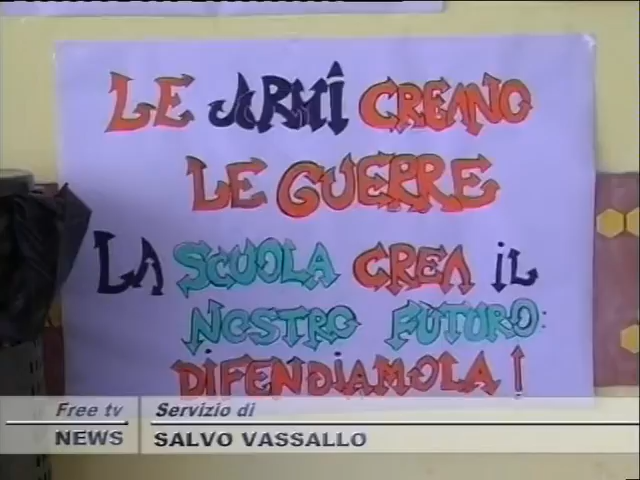 LE ARMI CREANO
LE GUERRE
LA SCUOLA CREA IL
NOSTRO FUTURO:
DIFENDIAMOLA!
Free tv
NEWS
Servizio di
SALVO VASSALLO